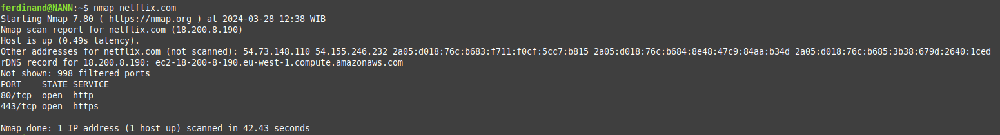 ferdinand@NANN:~$ nmap netflix.com
Starting Nmap 7.80 ( https://nmap.org ) at 2024-03-28 12:38 WIB
Nmap scan report for netflix.com (18.200.8.190)
Host is up (0.49s latency).
Other addresses for netflix.com (not scanned): 54.73.148.110 54.155.246.232 2a05:d018:76c:b683:f711:f0cf:5cc7:b815 2a05:d018:76c:b684:8e48:47c9:84aa:b34d 2a05:d018:76c:b685:3b38:679d:2640:1ced
rDNS record for 18.200.8.190: ec2-18-200-8-190.eu-west-1.compute.amazonaws.com
Not shown: 998 filtered ports
PORT    STATE SERVICE
80/tcp  open  http
443/tcp open  https
Nmap done: 1 IP address (1 host up) scanned in 42.43 seconds